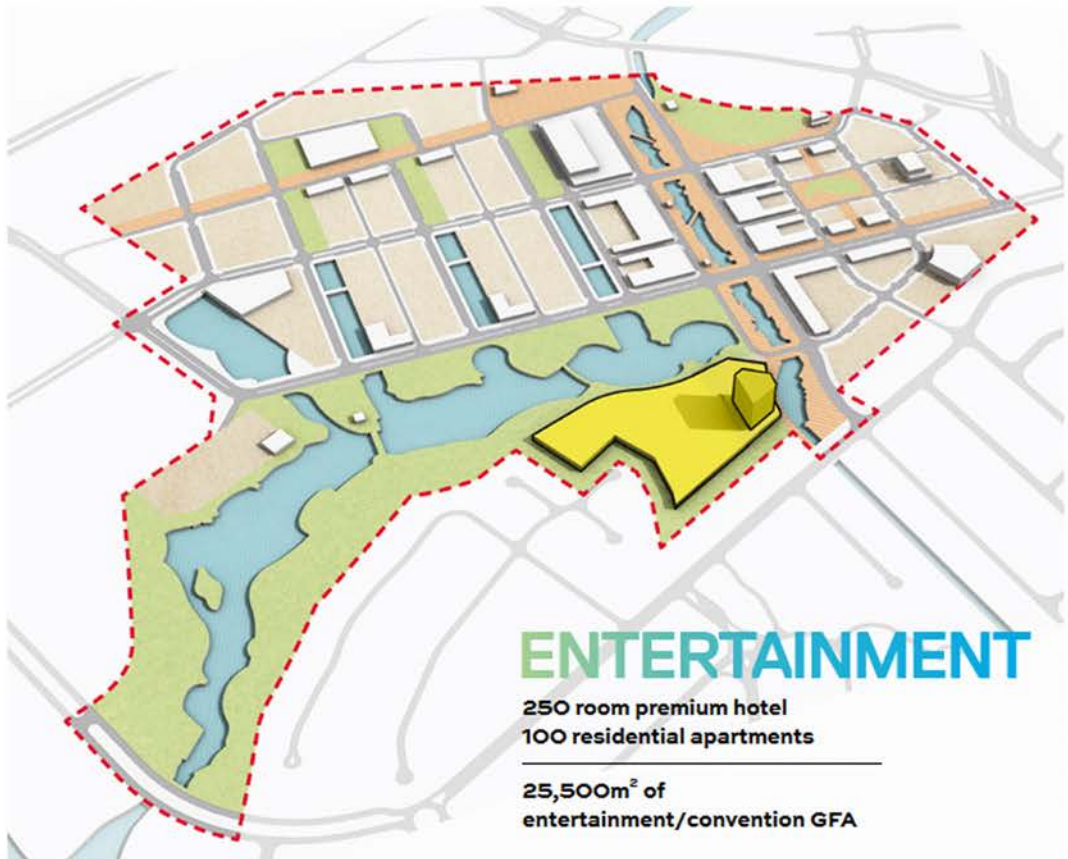 ENTERTAINMENT
250 room premium hotel
100 residential apartments
25,500m² of
entertainment/convention GFA